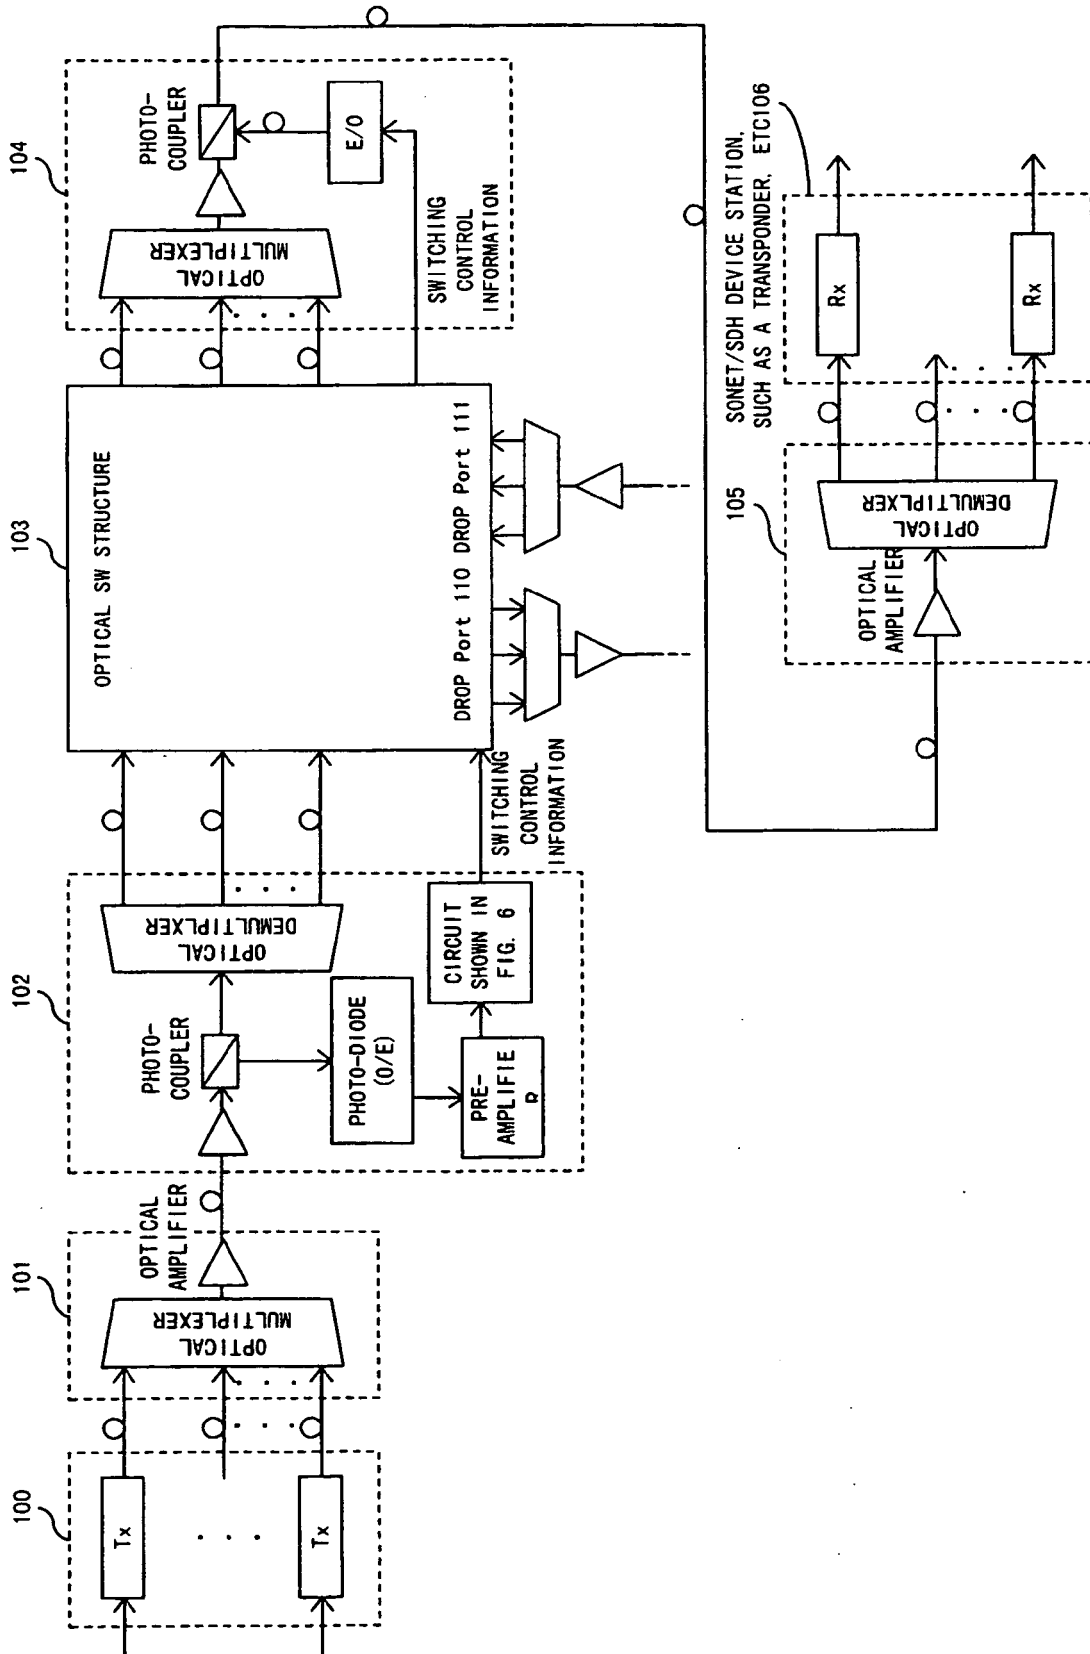 100
Tx
. . .
Tx
101
OPTICAL
MULTIPLEXER
OPTICAL
AMPLIFIER
102
PHOTO-
COUPLER
OPTICAL
DEMULTIPLXER
PHOTO-DIODE
(O/E)
PRE-
AMPLIFIE
R
CIRCUIT
SHOWN IN
FIG. 6
SWITCHING
CONTROL
INFORMATION
103
OPTICAL SW STRUCTURE
DROP Port 110
DROP Port 111
104
OPTICAL
MULTIPLEXER
PHOTO-
COUPLER
E/O
SWITCHING
CONTROL
INFORMATION
105
OPTICAL
AMPLIFIER
OPTICAL
DEMULTIPLXER
SONET/SDH DEVICE STATION,
SUCH AS A TRANSPONDER, ETC106
Rx
Rx